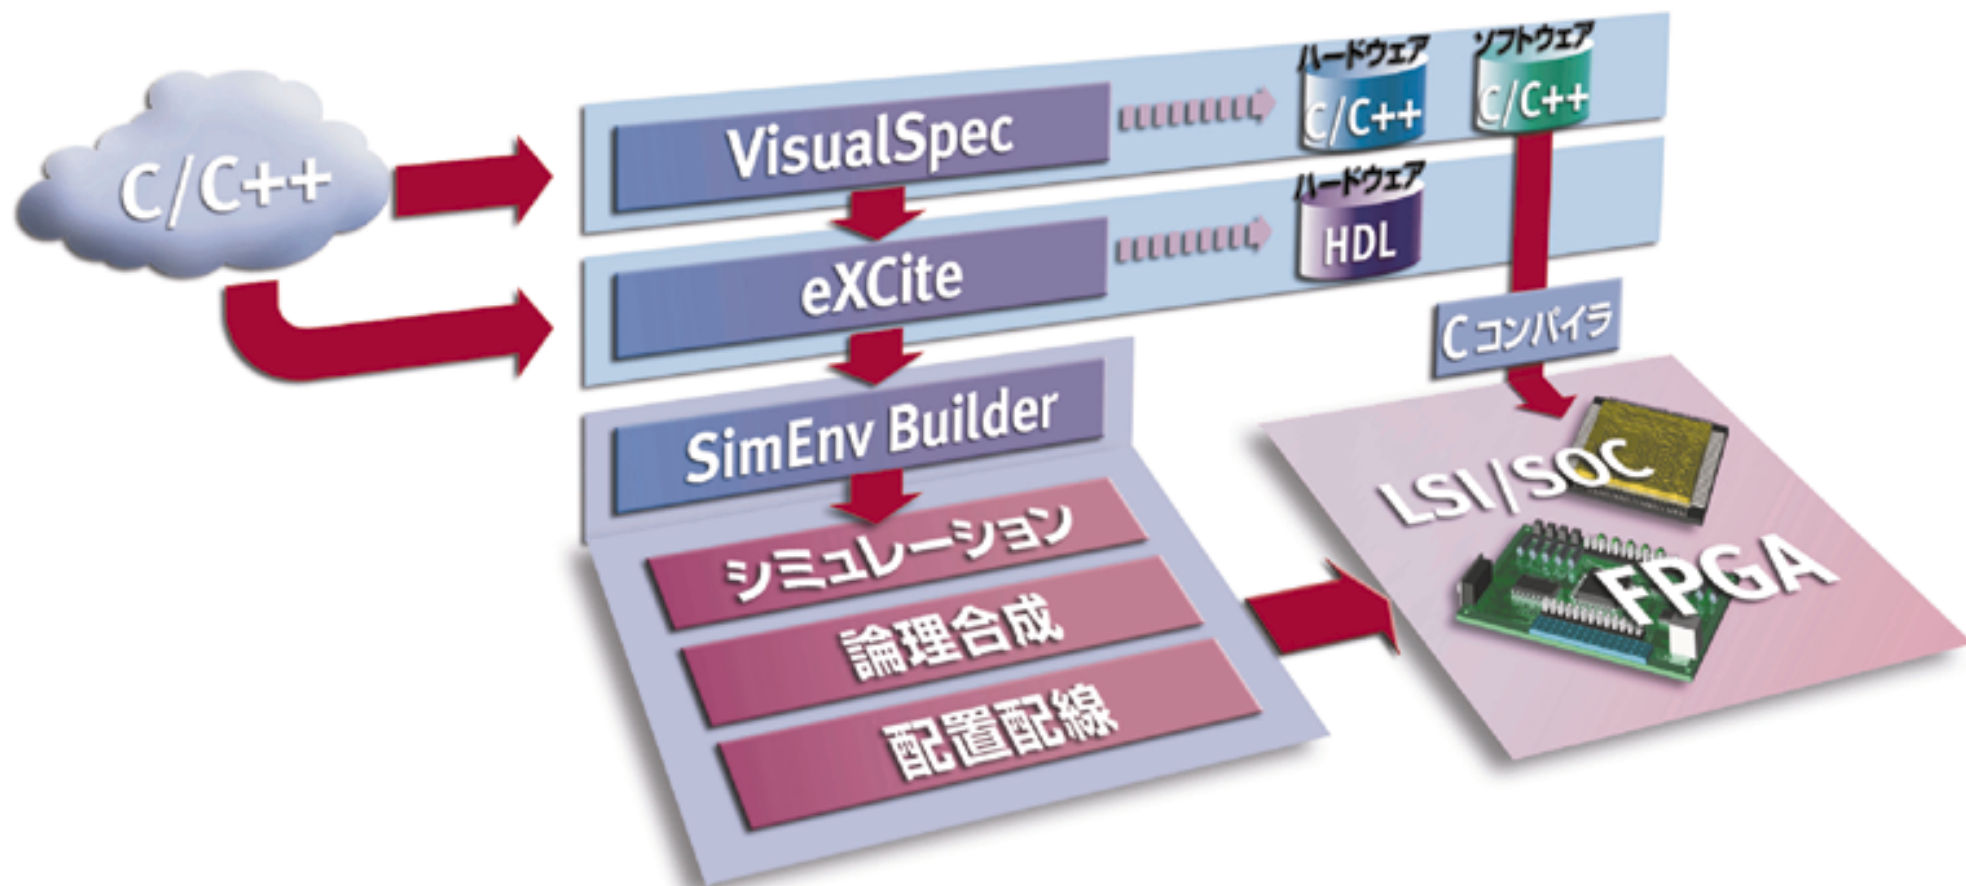 C/C++
VisualSpec
ハードウェア
C/C++
ソフトウェア
C/C++
eXCite
ハードウェア
HDL
SimEnv Builder
Cコンパイラ
シミュレーション
論理合成
配置配線
LSI/SOC
FPGA